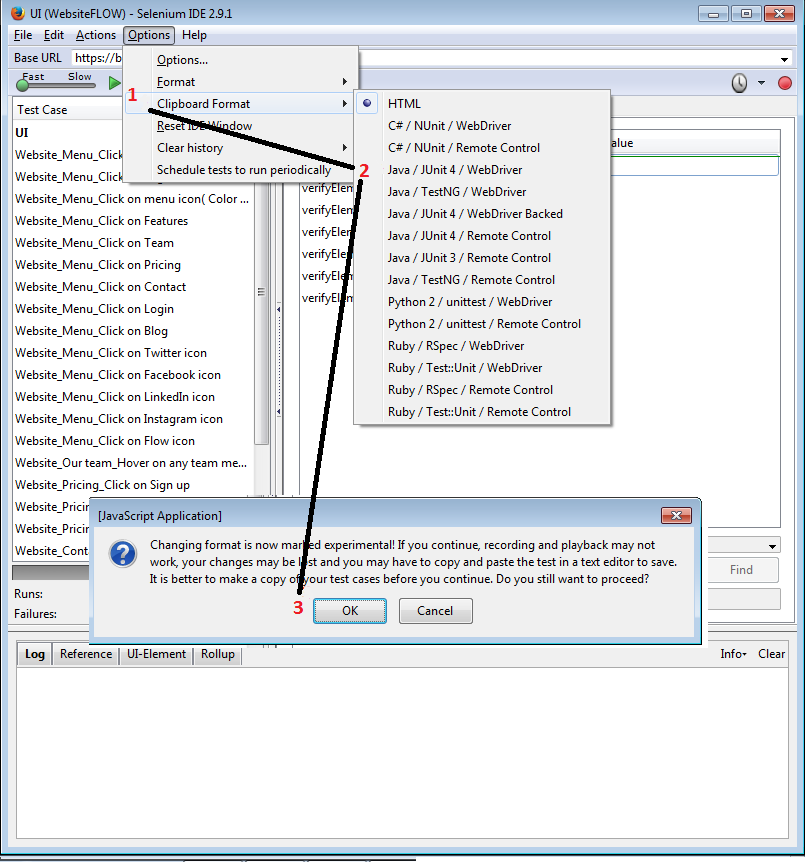 UI (WebsiteFLOW) - Selenium IDE 2.9.1
File Edit Actions Options Help
Base URL https://b
Fast Slow
Options...
Format
1 Clipboard Format
Reset IDE Window
Clear history
Schedule tests to run periodically
2
HTML
C# / NUnit / WebDriver
C# / NUnit / Remote Control
Java / JUnit 4 / WebDriver
Java / TestNG / WebDriver
Java / JUnit 4 / WebDriver Backed
Java / JUnit 4 / Remote Control
Java / JUnit 3 / Remote Control
Java / TestNG / Remote Control
Python 2 / unittest / WebDriver
Python 2 / unittest / Remote Control
Ruby / RSpec / WebDriver
Ruby / Test::Unit / WebDriver
Ruby / RSpec / Remote Control
Ruby / Test::Unit / Remote Control
Test Case
UI
Website_Menu_Click
Website_Menu_Click
Website_Menu_Click
Website_Menu_Click on menu icon( Color ...
Website_Menu_Click on Features
Website_Menu_Click on Team
Website_Menu_Click on Pricing
Website_Menu_Click on Contact
Website_Menu_Click on Login
Website_Menu_Click on Blog
Website_Menu_Click on Twitter icon
Website_Menu_Click on Facebook icon
Website_Menu_Click on LinkedIn icon
Website_Menu_Click on Instagram icon
Website_Menu_Click on Flow icon
Website_Our team_Hover on any team me...
Website_Pricing_Click on Sign up
Website_Prici
Website_Prici
Website_Conta
alue
verifyElem
verifyElem
verifyElem
verifyElem
verifyElem
verifyElem
[JavaScript Application]
Changing format is now marked experimental! If you continue, recording and playback may not
work, your changes may be lost and you may have to copy and paste the test in a text editor to save.
It is better to make a copy of your test cases before you continue. Do you still want to proceed?
3 OK Cancel
Find
Runs:
Failures:
Log Reference UI-Element Rollup Info Clear